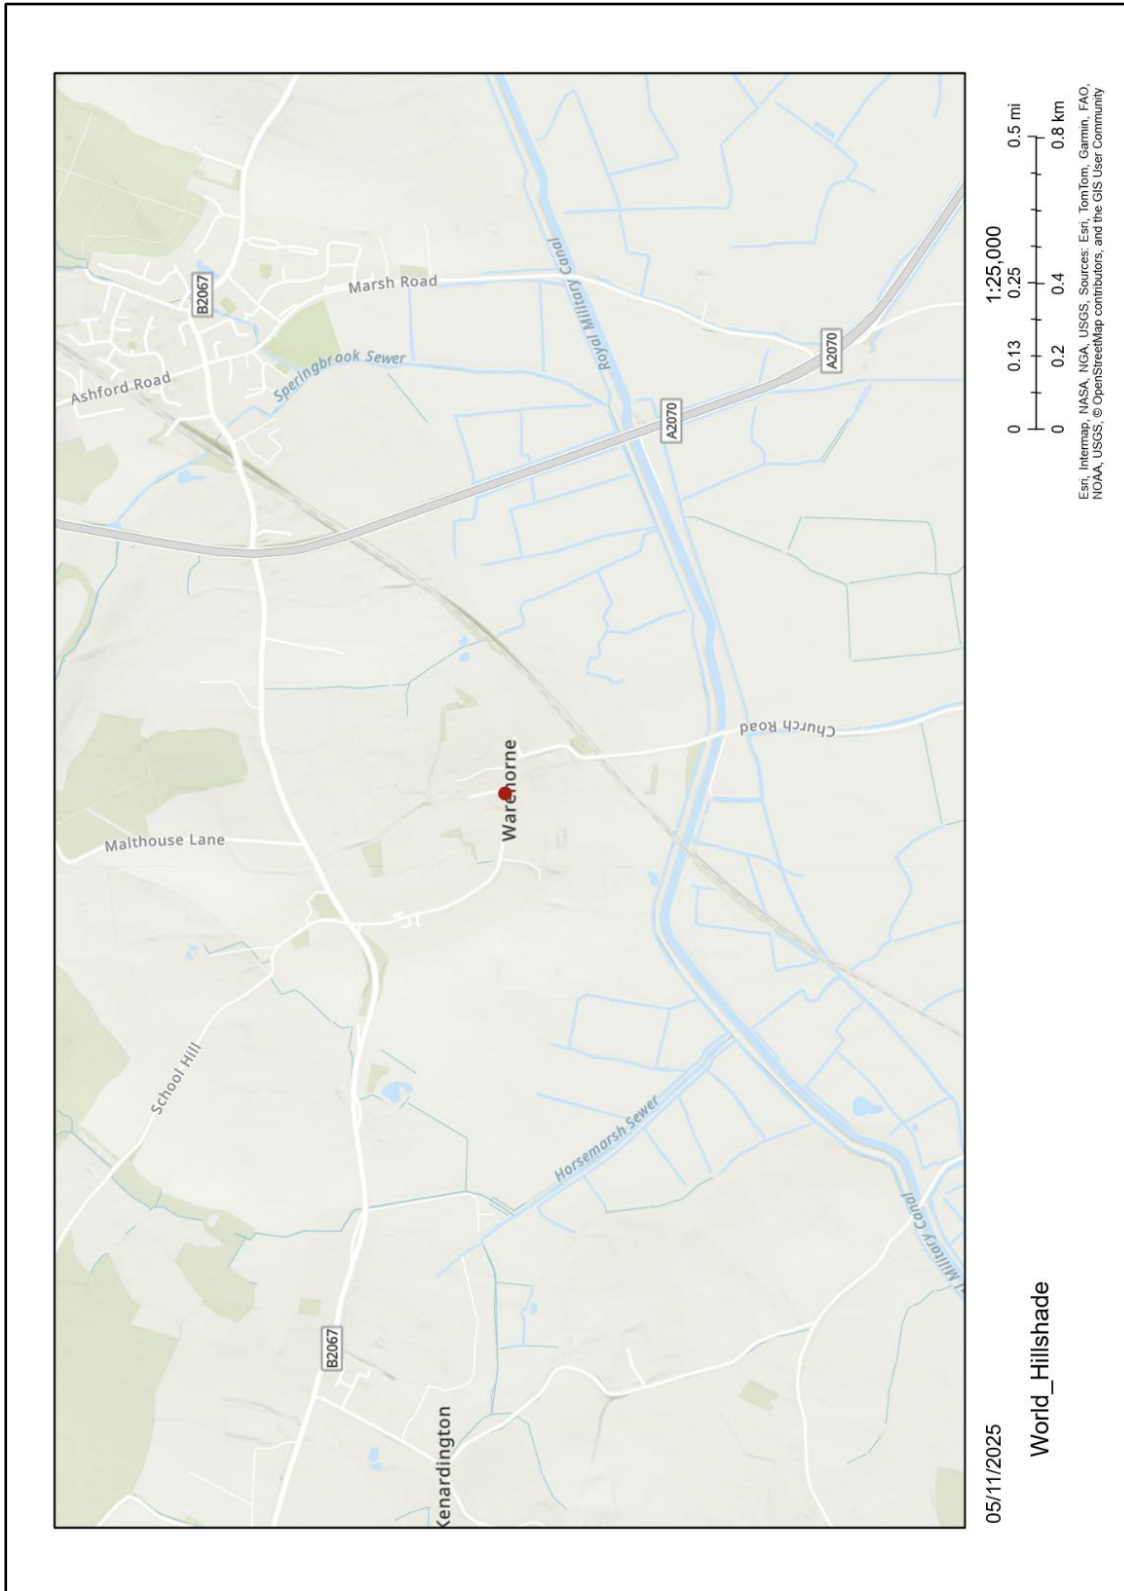 Kenardington
B2067
School Hill
Malthouse Lane
Warehorne
Ashford Road
B2067
Speringbrook Sewer
Marsh Road
Horsemarsh Sewer
Royal Military Canal
A2070
A2070
Church Road
l Military Canal
05/11/2025
World_Hillshade
1:25,000
0 0.13 0.25 0.5 mi
0 0.2 0.4 0.8 km
Esri, Intermap, NASA, NGA, USGS, Sources: Esri, TomTom, Garmin, FAO,
NOAA, USGS, © OpenStreetMap contributors, and the GIS User Community